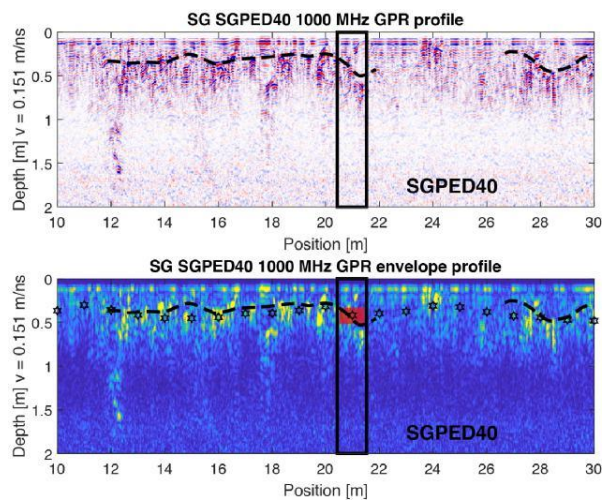 SG SGPED40 1000 MHz GPR profile
0
0.5
1
1.5
2
Depth [m] v = 0.151 m/ns
SGPED40
10 12 14 16 18 20 22 24 26 28 30
Position [m]
SG SGPED40 1000 MHz GPR envelope profile
0
0.5
1
1.5
2
Depth [m] v = 0.151 m/ns
SGPED40
10 12 14 16 18 20 22 24 26 28 30
Position [m]